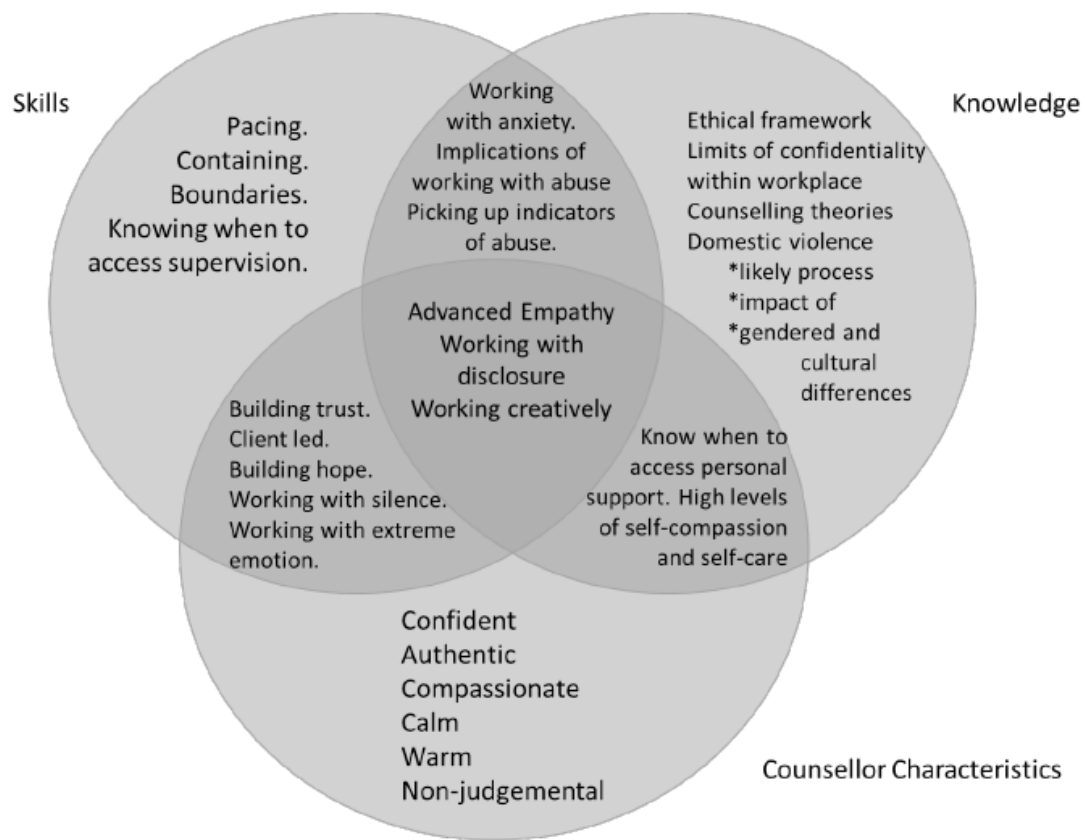 Skills
Knowledge
Pacing.
Containing.
Boundaries.
Knowing when to
access supervision.
Working
with anxiety.
Implications of
working with abuse
Picking up indicators
of abuse.
Ethical framework
Limits of confidentiality
within workplace
Counselling theories
Domestic violence
*likely process
*impact of
*gendered and
cultural
differences
Advanced Empathy
Working with
disclosure
Working creatively
Building trust.
Client led.
Building hope.
Working with silence.
Working with extreme
emotion.
Know when to
access personal
support. High levels
of self-compassion
and self-care
Confident
Authentic
Compassionate
Calm
Warm
Non-judgemental
Counsellor Characteristics